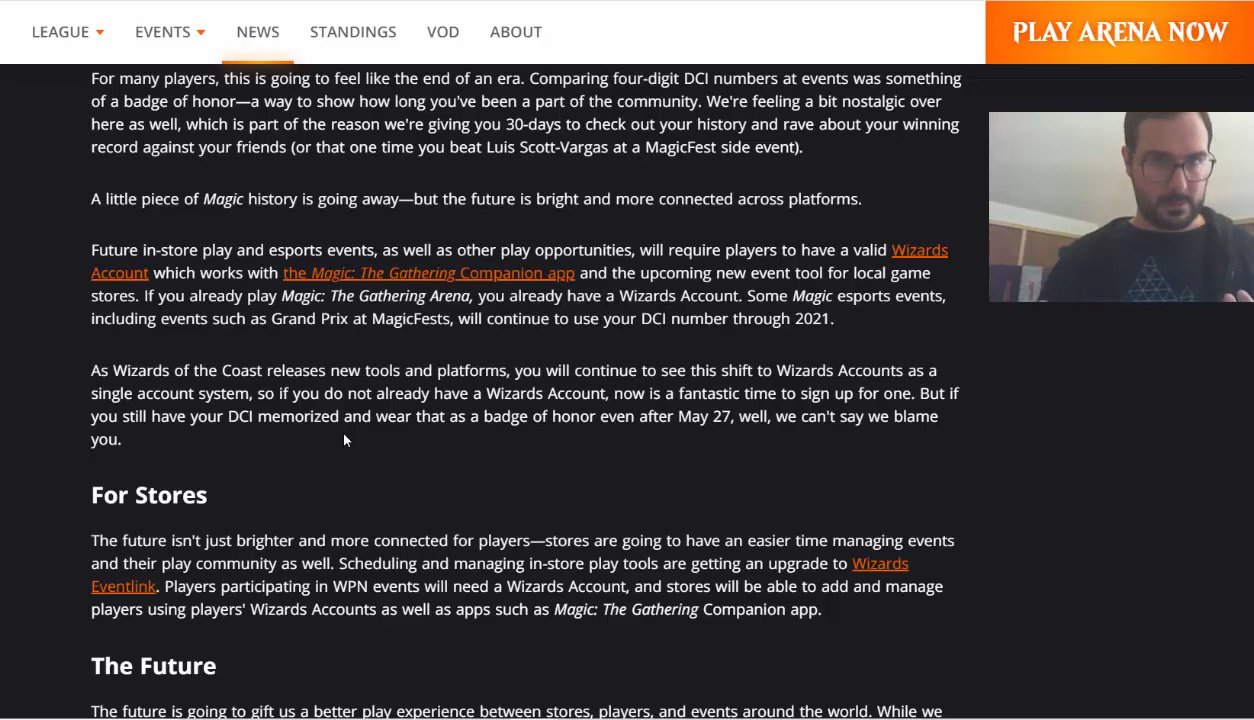 LEAGUE EVENTS NEWS STANDINGS VOD ABOUT PLAY ARENA NOW
For many players, this is going to feel like the end of an era. Comparing four-digit DCI numbers at events was something
of a badge of honor—a way to show how long you've been a part of the community. We're feeling a bit nostalgic over
here as well, which is part of the reason we're giving you 30-days to check out your history and rave about your winning
record against your friends (or that one time you beat Luis Scott-Vargas at a MagicFest side event).
A little piece of Magic history is going away—but the future is bright and more connected across platforms.
Future in-store play and esports events, as well as other play opportunities, will require players to have a valid Wizards
Account which works with the Magic: The Gathering Companion app and the upcoming new event tool for local game
stores. If you already play Magic: The Gathering Arena, you already have a Wizards Account. Some Magic esports events,
including events such as Grand Prix at MagicFests, will continue to use your DCI number through 2021.
As Wizards of the Coast releases new tools and platforms, you will continue to see this shift to Wizards Accounts as a
single account system, so if you do not already have a Wizards Account, now is a fantastic time to sign up for one. But if
you still have your DCI memorized and wear that as a badge of honor even after May 27, well, we can't say we blame
you.
For Stores
The future isn't just brighter and more connected for players—stores are going to have an easier time managing events
and their play community as well. Scheduling and managing in-store play tools are getting an upgrade to Wizards
Eventlink. Players participating in WPN events will need a Wizards Account, and stores will be able to add and manage
players using players' Wizards Accounts as well as apps such as Magic: The Gathering Companion app.
The Future
The future is going to gift us a better play experience between stores, players, and events around the world. While we